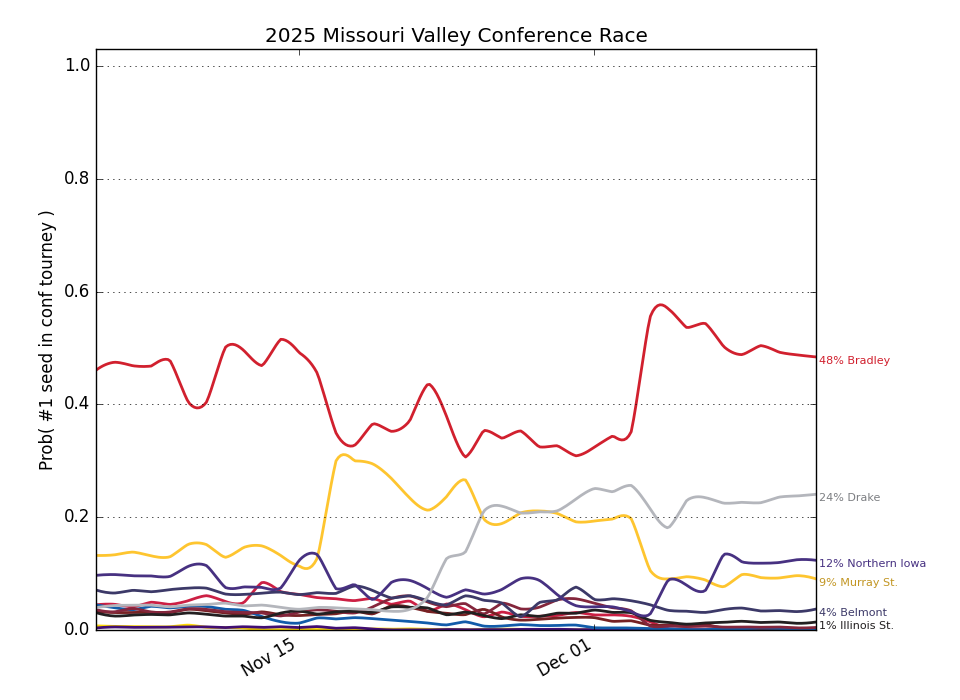 2025 Missouri Valley Conference Race
Prob( #1 seed in conf tourney )
1.0
0.8
0.6
0.4
0.2
0.0
Nov 15
Dec 01
48% Bradley
24% Drake
12% Northern Iowa
9% Murray St.
4% Belmont
1% Illinois St.